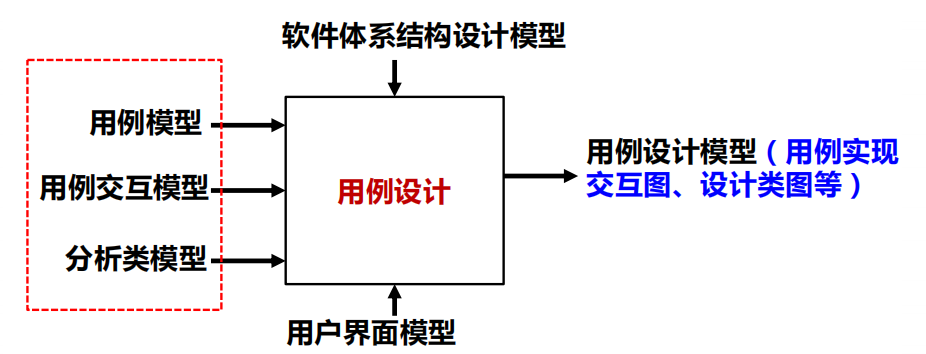 软件体系结构设计模型
用例模型
用例交互模型
分析类模型
用例设计
用例设计模型（用例实现
交互图、设计类图等）
用户界面模型